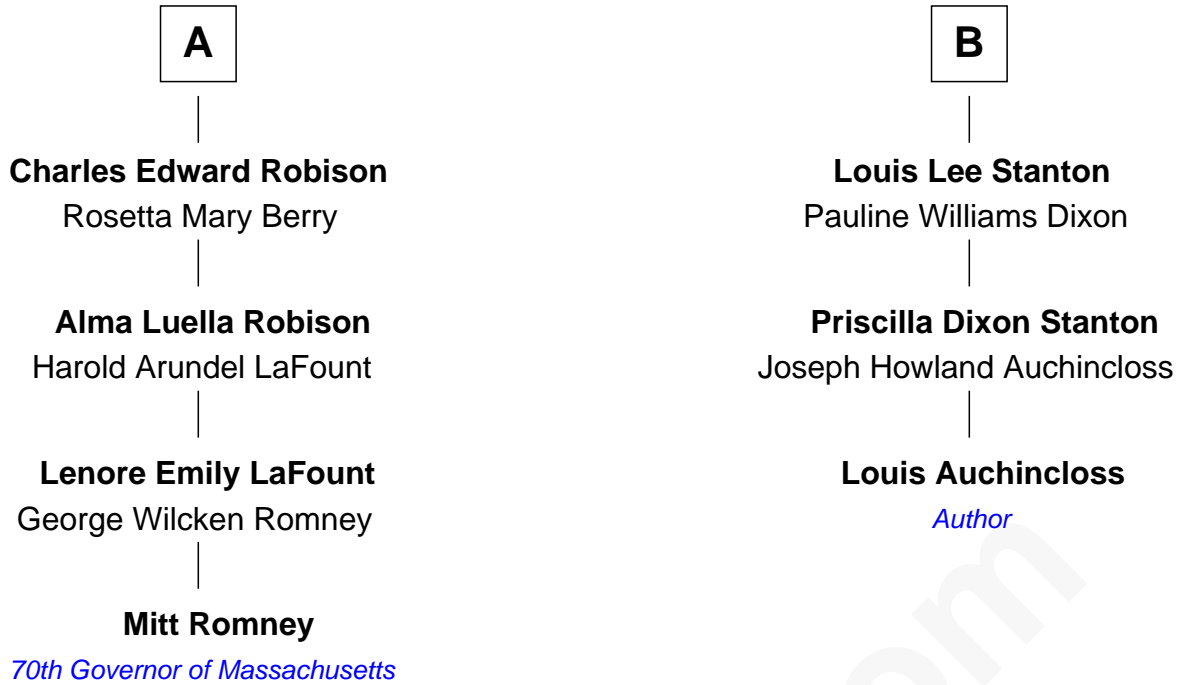 A
Charles Edward Robison
Rosetta Mary Berry
Alma Luella Robison
Harold Arundel LaFount
Lenore Emily LaFount
George Wilcken Romney
Mitt Romney
70th Governor of Massachusetts
B
Louis Lee Stanton
Pauline Williams Dixon
Priscilla Dixon Stanton
Joseph Howland Auchincloss
Louis Auchincloss
Author
om